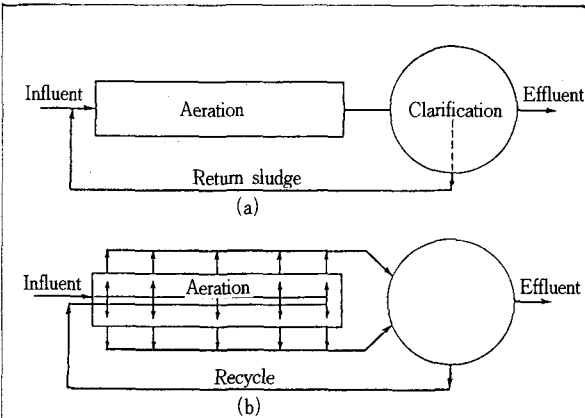 Influent
Aeration
Clarification
Effluent
Return sludge
(a)
Influent
Aeration
Effluent
Recycle
(b)